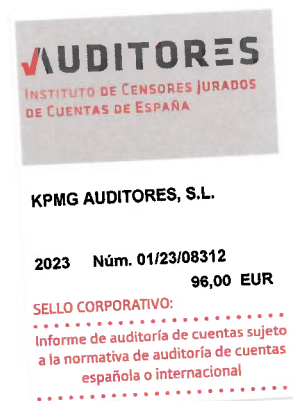 AUDITORES
INSTITUTO DE CENSORES JURADOS
DE CUENTAS DE ESPAÑA
KPMG AUDITORES, S.L.
2023 Núm. 01/23/08312
96,00 EUR
SELLO CORPORATIVO:
Informe de auditoría de cuentas sujeto
a la normativa de auditoría de cuentas
española o internacional